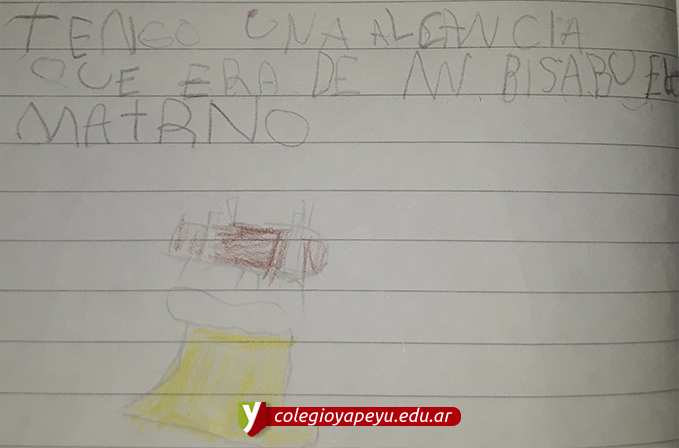 TENGO UNA ALCANCIA
QUE ERA DE MI BISABUELO
MATRNO
y colegioyapeyu.edu.ar